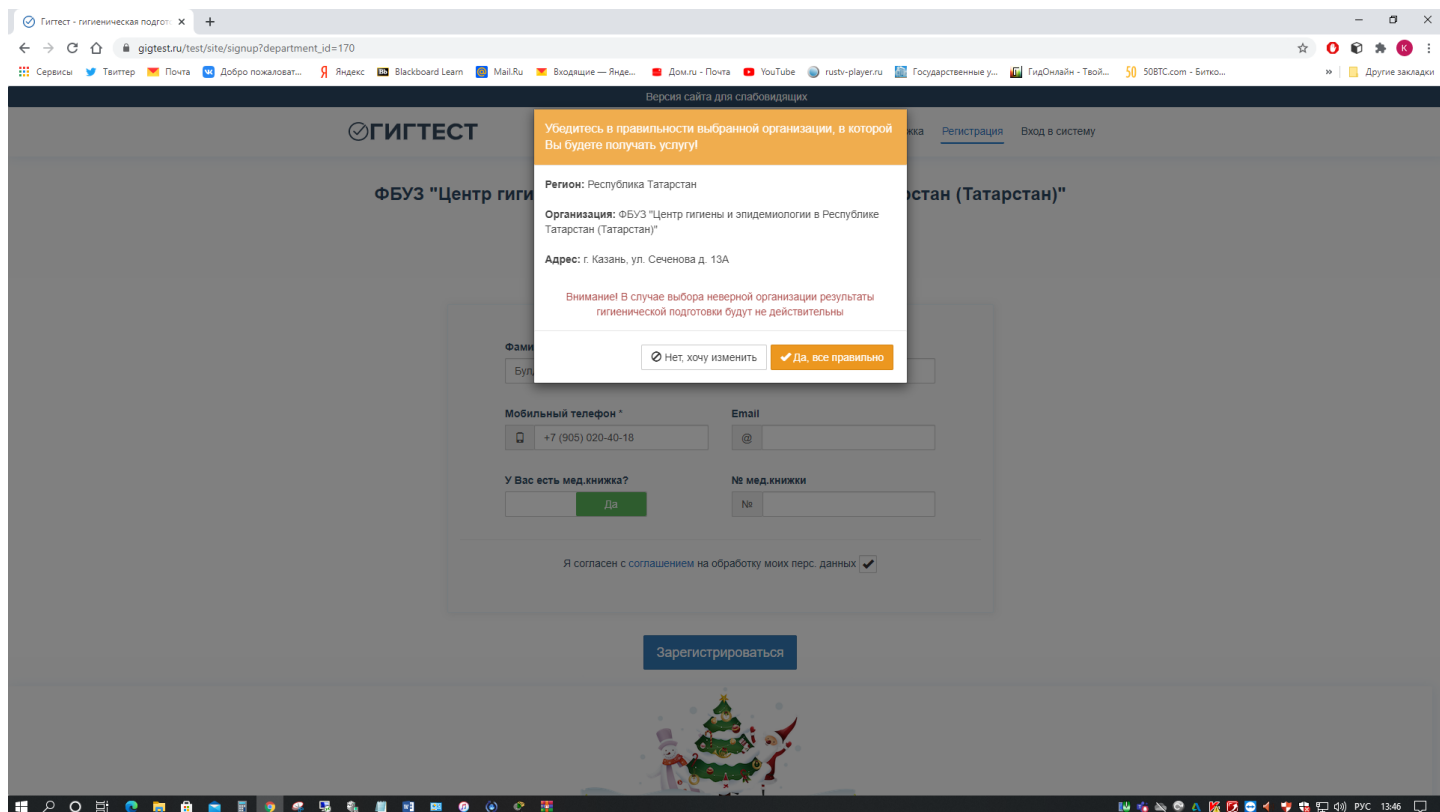 Гигтест - гигиеническая подгот
gigtest.ru/test/site/signup?department_id=170
K
Сервисы Твиттер Почта Добро пожаловат... Яндекс Blackboard Learn Mail.Ru Входящие — Янде... Дом.ru - Почта YouTube rustv-player.ru Государственные у... ГидОнлайн - Твой... 50BTC.com - Битко... » Другие закладки
Версия сайта для слабовидящих
ГИГТЕСТ
Регистрация Вход в систему
Убедитесь в правильности выбранной организации, в которой
Вы будете получать услугу!
ФБУЗ "Центр гиги
стан (Татарстан)"
Регион: Республика Татарстан
Организация: ФБУЗ "Центр гигиены и эпидемиологии в Республике
Татарстан (Татарстан)"
Адрес: г. Казань, ул. Сеченова д. 13А
Внимание! В случае выбора неверной организации результаты
гигиенической подготовки будут не действительны
Нет, хочу изменить Да, все правильно
Фами
Мобильный телефон * Email
+7 (905) 020-40-18 @
У Вас есть мед.книжка? № мед.книжки
Да №
Я согласен с соглашением на обработку моих перс. данных
Зарегистрироваться
РУС 13:46